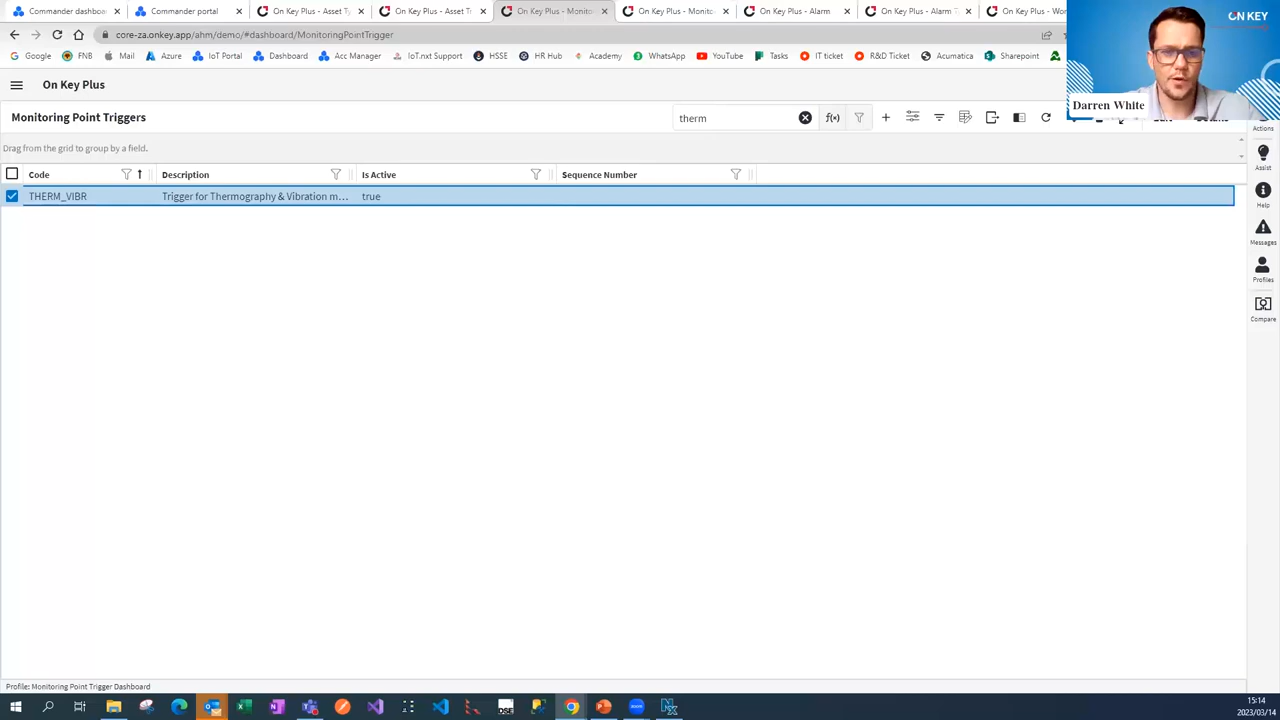 Commander dashboa
Commander portal
On Key Plus - Asset Ty
On Key Plus - Asset Tr
On Key Plus - Monito
On Key Plus - Monito
On Key Plus - Alarm
On Key Plus - Alarm T
On Key Plus - Wo
core-za.onkey.app/ahm/demo/#dashboard/MonitoringPointTrigger
ON KEY
Google
FNB
Mail
Azure
IoT Portal
Dashboard
Acc Manager
IoT.nxt Support
HSSE
HR Hub
Academy
WhatsApp
YouTube
Tasks
IT ticket
R&D Ticket
Acumatica
Sharepoint
On Key Plus
Darren White
Monitoring Point Triggers
therm
f(x)
Actions
Drag from the grid to group by a field.
Code
Description
Is Active
Sequence Number
THERM_VIBR
Trigger for Thermography & Vibration m...
true
Assist
Help
Messages
Profiles
Compare
Profile: Monitoring Point Trigger Dashboard
DSF
zoom
15:14
2023/03/14